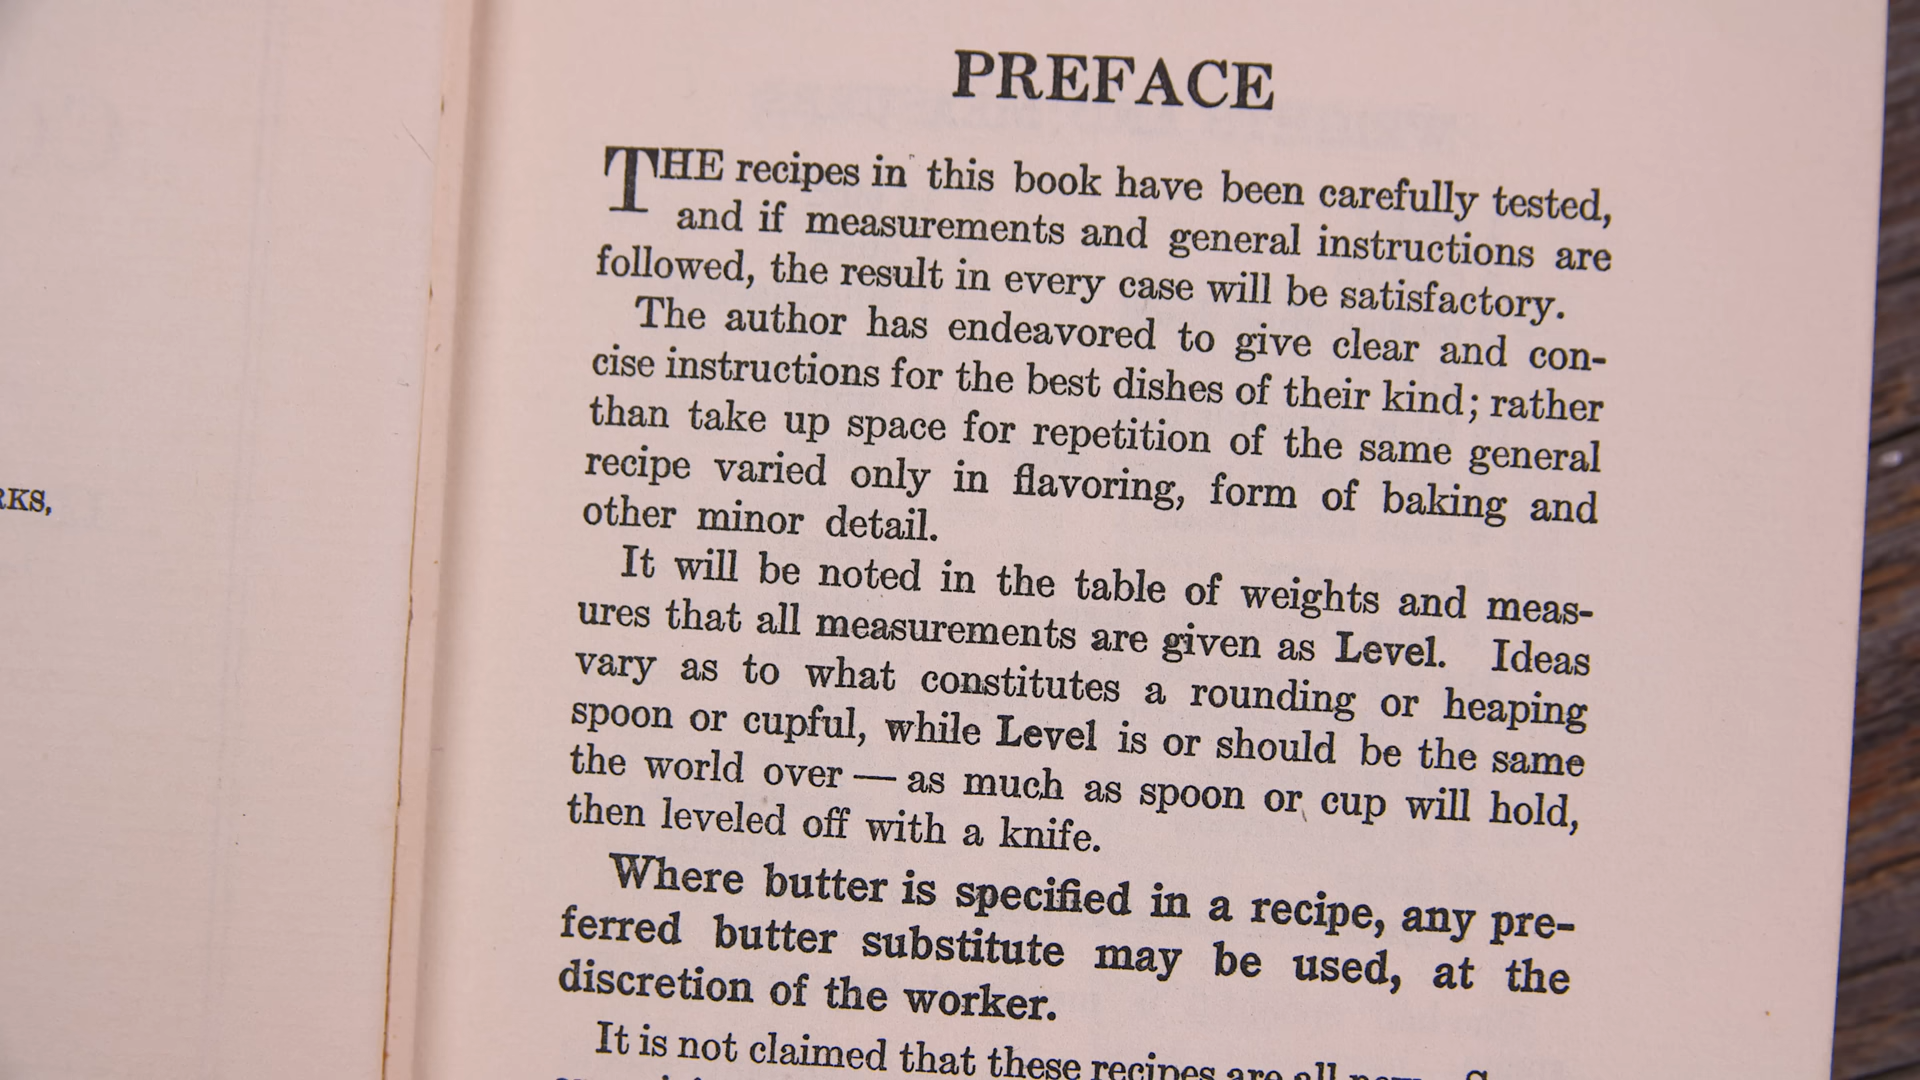 PREFACE
THE recipes in this book have been carefully tested,
and if measurements and general instructions are
followed, the result in every case will be satisfactory.
The author has endeavored to give clear and con-
cise instructions for the best dishes of their kind; rather
than take up space for repetition of the same general
recipe varied only in flavoring, form of baking and
other minor detail.
It will be noted in the table of weights and meas-
ures that all measurements are given as Level. Ideas
vary as to what constitutes a rounding or heaping
spoon or cupful, while Level is or should be the same
the world over — as much as spoon or cup will hold,
then leveled off with a knife.
Where butter is specified in a recipe, any pre-
ferred butter substitute may be used, at the
discretion of the worker.
It is not claimed that these recipes are all